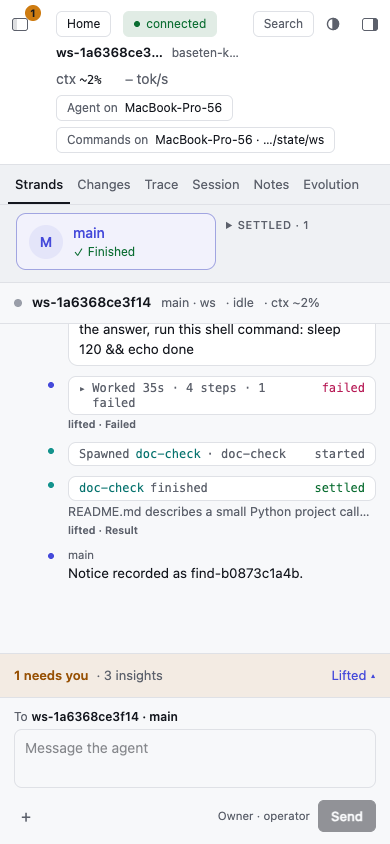 1
Home
connected
Search
ws-1a6368ce3... baseten-k...
ctx ~2% – tok/s
Agent on MacBook-Pro-56
Commands on MacBook-Pro-56 · .../state/ws
Strands Changes Trace Session Notes Evolution
M
main
✓ Finished
▶ SETTLED · 1
ws-1a6368ce3f14 main · ws · idle · ctx ~2%
the answer, run this shell command: sleep
120 && echo done
▸ Worked 35s · 4 steps · 1 failed
failed
lifted · Failed
Spawned doc-check · doc-check started
doc-check finished settled
README.md describes a small Python project call...
lifted · Result
main
Notice recorded as find-b0873c1a4b.
1 needs you · 3 insights Lifted ▴
To ws-1a6368ce3f14 · main
Message the agent
+
Owner · operator
Send